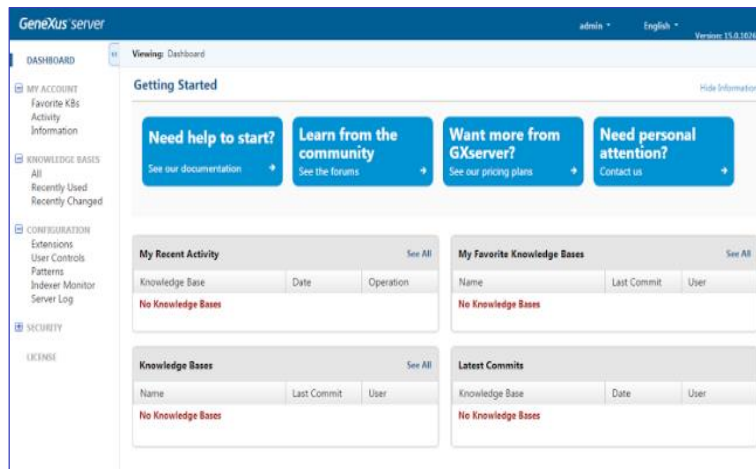 GeneXus server
admin
English
Version: 15.0.1026
DASHBOARD
Viewing: Dashboard
MY ACCOUNT
Favorite KBs
Activity
Information
KNOWLEDGE BASES
All
Recently Used
Recently Changed
CONFIGURATION
Extensions
User Controls
Patterns
Indexer Monitor
Server Log
SECURITY
LICENSE
Getting Started
Hide Information
Need help to start?
See our documentation
Learn from the
community
See the forums
Want more from
GXserver?
See our pricing plans
Need personal
attention?
Contact us
My Recent Activity See All
Knowledge Base Date Operation
No Knowledge Bases
My Favorite Knowledge Bases See All
Name Last Commit User
No Knowledge Bases
Knowledge Bases See All
Name Last Commit User
No Knowledge Bases
Latest Commits
Knowledge Base Date User
No Knowledge Bases